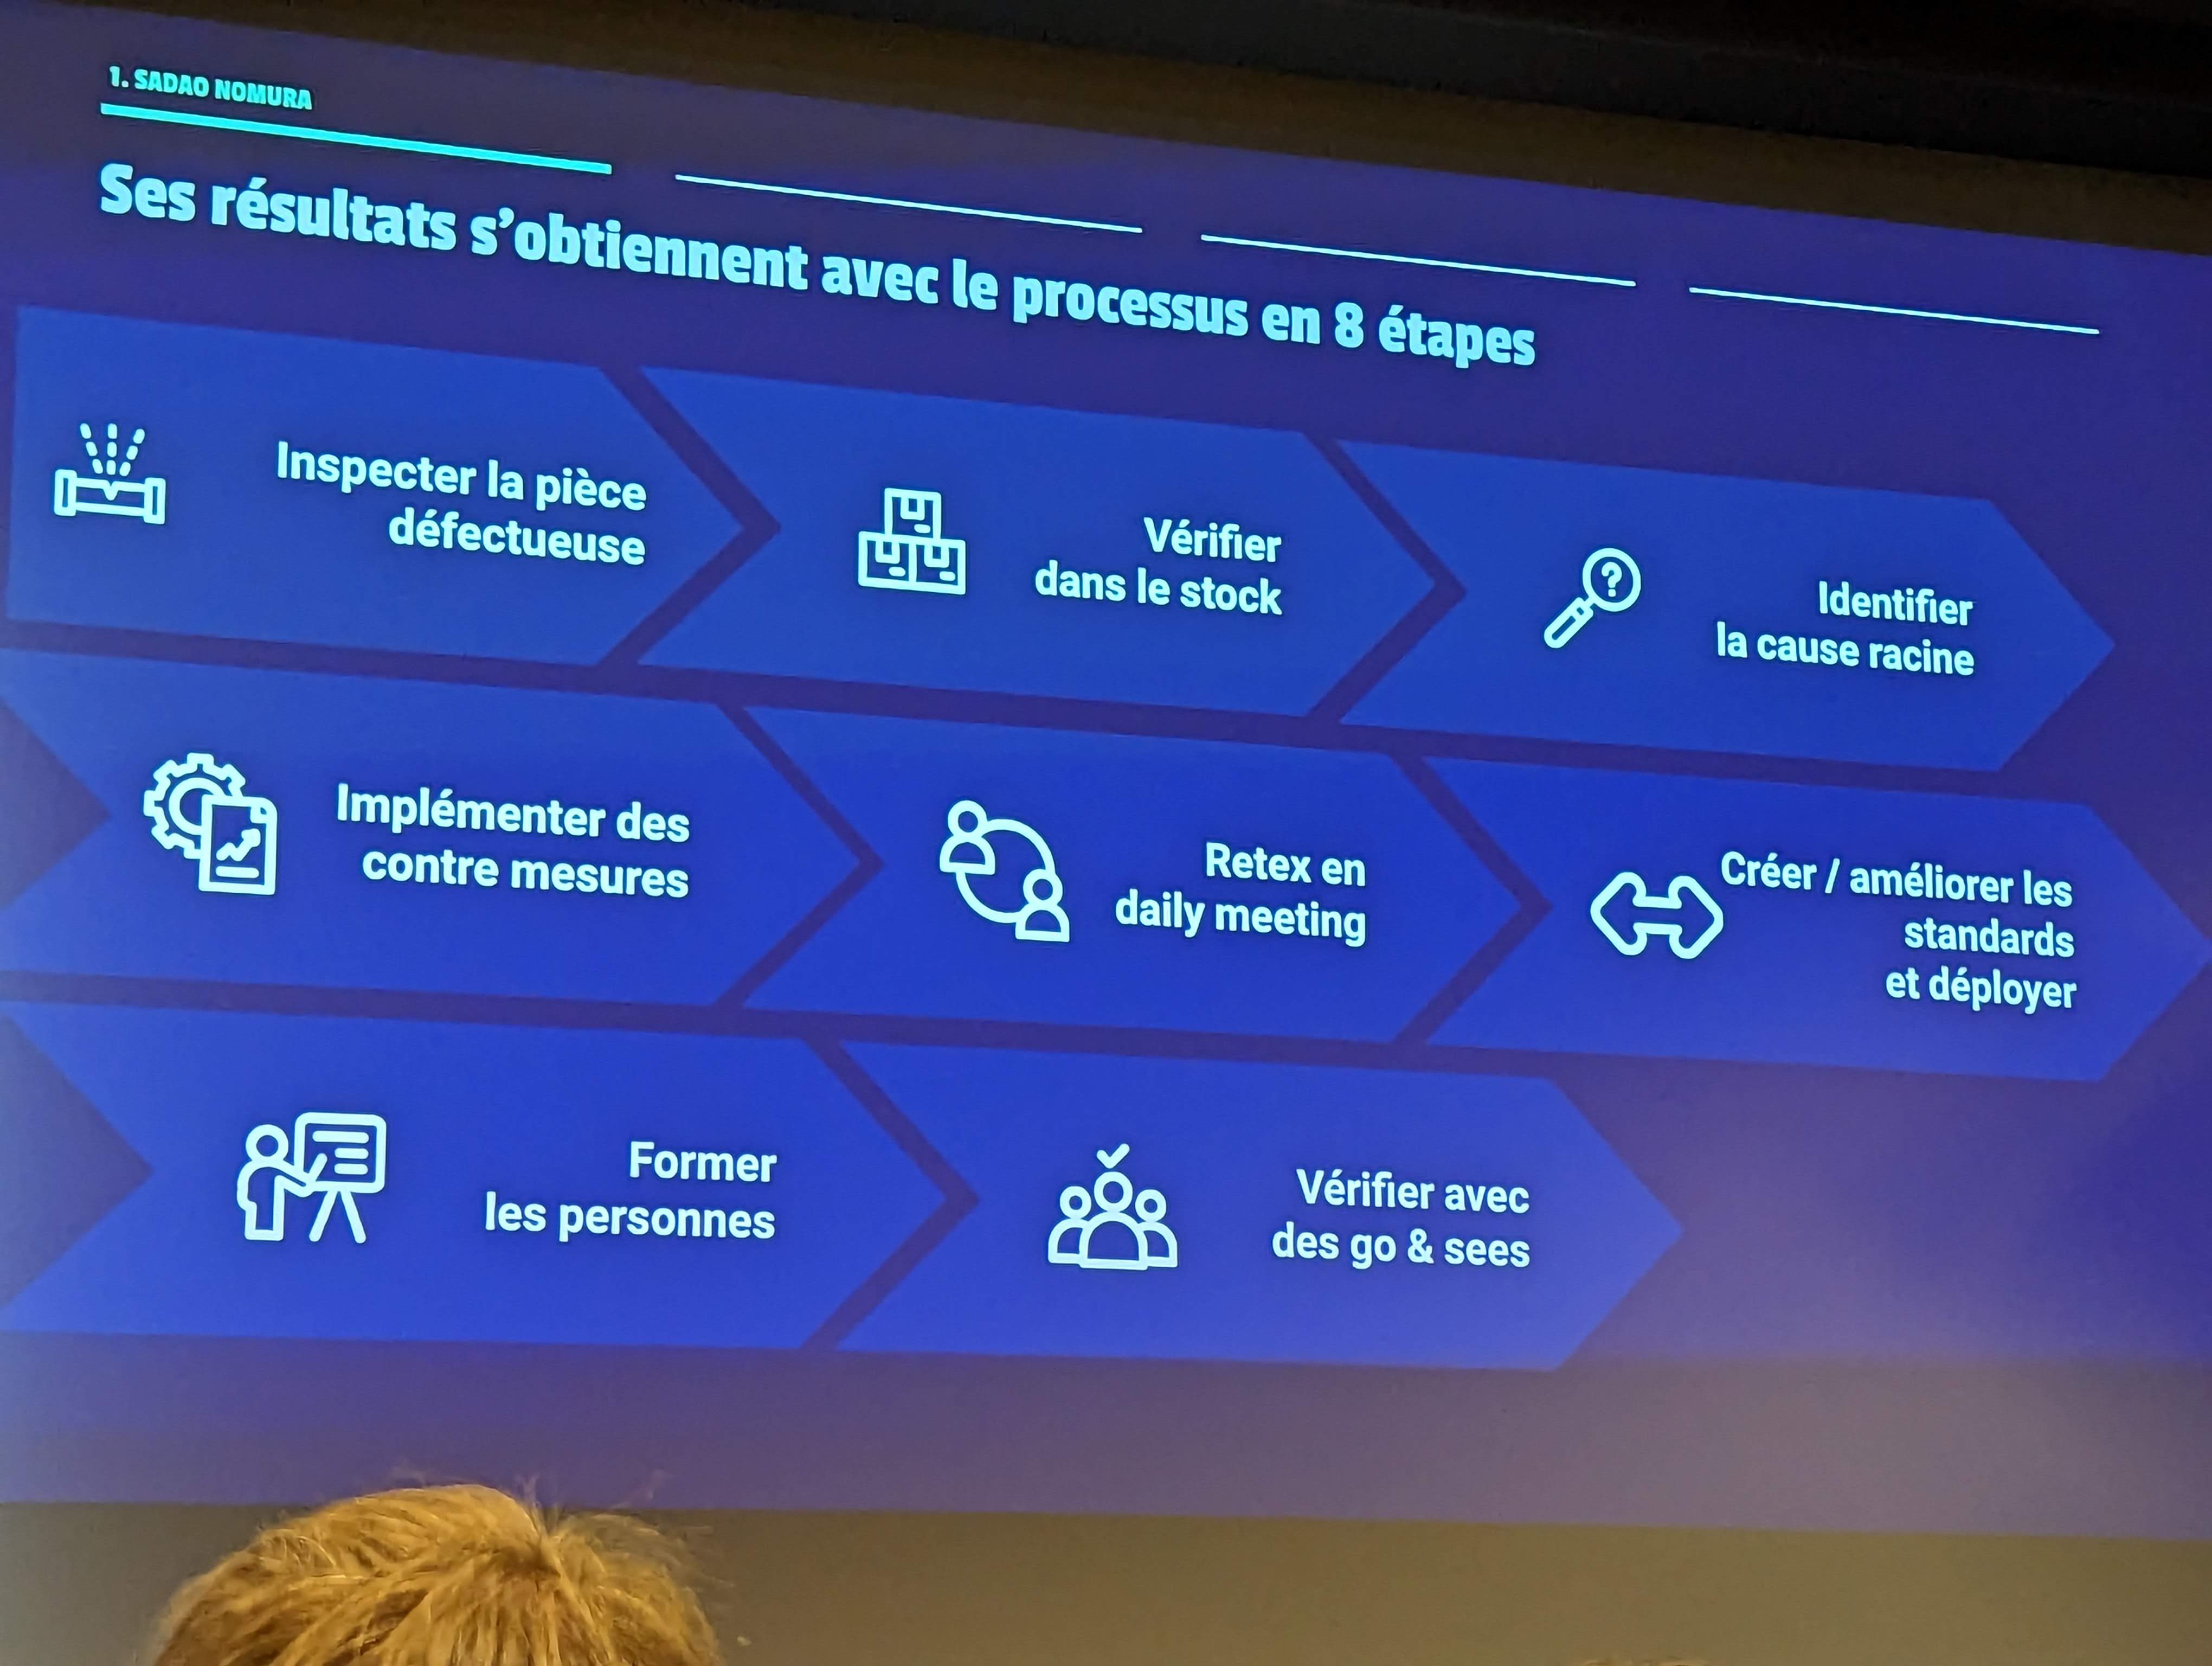 1. SADAO NOMURA
Ses résultats s'obtiennent avec le processus en 8 étapes
Inspecter la pièce
défectueuse
Vérifier
dans le stock
Identifier
la cause racine
Implémenter des
contre mesures
Retex en
daily meeting
Créer / améliorer les
standards
et déployer
Former
les personnes
Vérifier avec
des go & sees